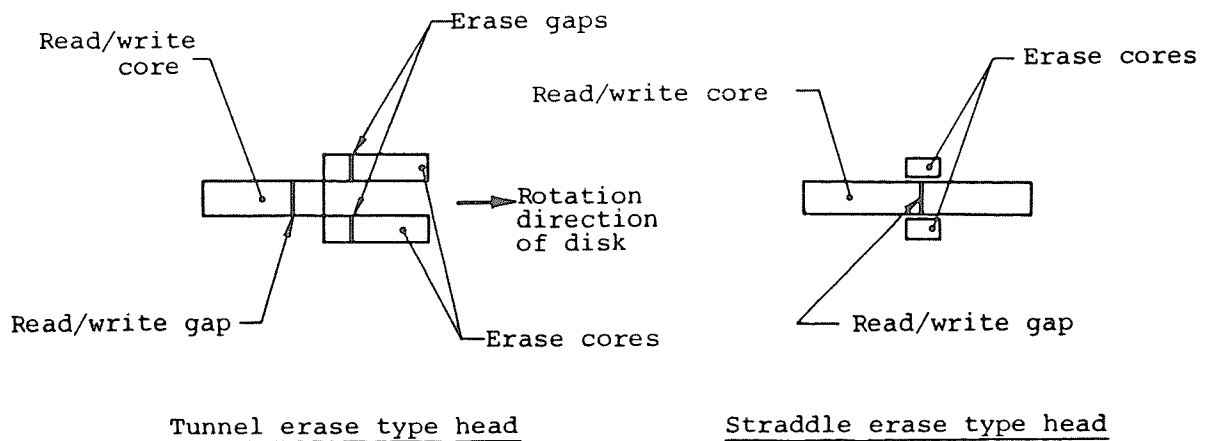 Erase gaps
Read/write
core
Rotation
direction
of disk
Read/write gap
Erase cores
Tunnel erase type head
Erase cores
Read/write core
Read/write gap
Straddle erase type head